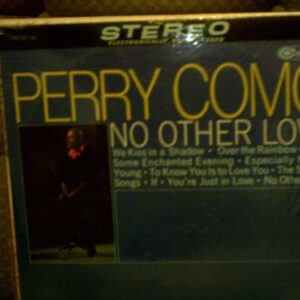 STEREO
ELECTRONICALLY
PERRY COMO
NO OTHER LOV
We Kiss in a Shadow • Over the Rainbow
Some Enchanted Evening • Especially
Young • To Know You Is to Love You • The
Songs • If • You're Just in Love • No Othe